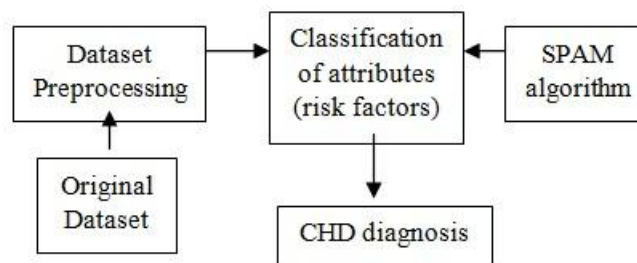 Dataset
Preprocessing
Classification
of attributes
(risk factors)
SPAM
algorithm
Original
Dataset
CHD diagnosis